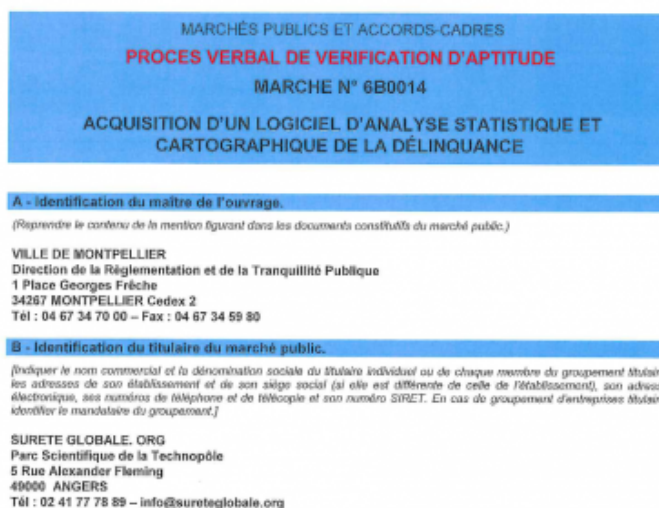 MARCHÉS PUBLICS ET ACCORDS-CADRES
PROCES VERBAL DE VERIFICATION D'APTITUDE
MARCHE N° 6B0014
ACQUISITION D'UN LOGICIEL D'ANALYSE STATISTIQUE ET
CARTOGRAPHIQUE DE LA DÉLINQUANCE
A - Identification du maître de l'ouvrage.
(Reprendre le contenu de la mention figurant dans les documents constitutifs du marché public.)
VILLE DE MONTPELLIER
Direction de la Règlementation et de la Tranquillité Publique
1 Place Georges Frêche
34267 MONTPELLIER Cedex 2
Tél : 04 67 34 70 00 – Fax : 04 67 34 59 80
B - Identification du titulaire du marché public.
[Indiquer le nom commercial et la dénomination sociale du titulaire individuel ou de chaque membre du groupement titulai
les adresses de son établissement et de son siège social (si elle est différente de celle de l'établissement), son adress
électronique, ses numéros de téléphone et de télécopie et son numéro SIRET. En cas de groupement d'entreprises titulair
identifier le mandataire du groupement.]
SURETE GLOBALE. ORG
Parc Scientifique de la Technopôle
5 Rue Alexander Fleming
49000 ANGERS
Tél : 02 41 77 78 89 – info@sureteglobale.org